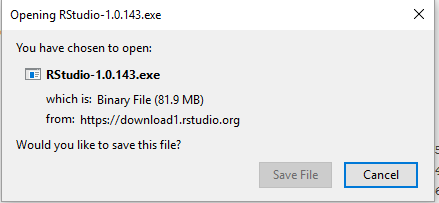 Opening RStudio-1.0.143.exe
You have chosen to open:
RStudio-1.0.143.exe
which is: Binary File (81.9 MB)
from: https://download1.rstudio.org
Would you like to save this file?
Save File Cancel